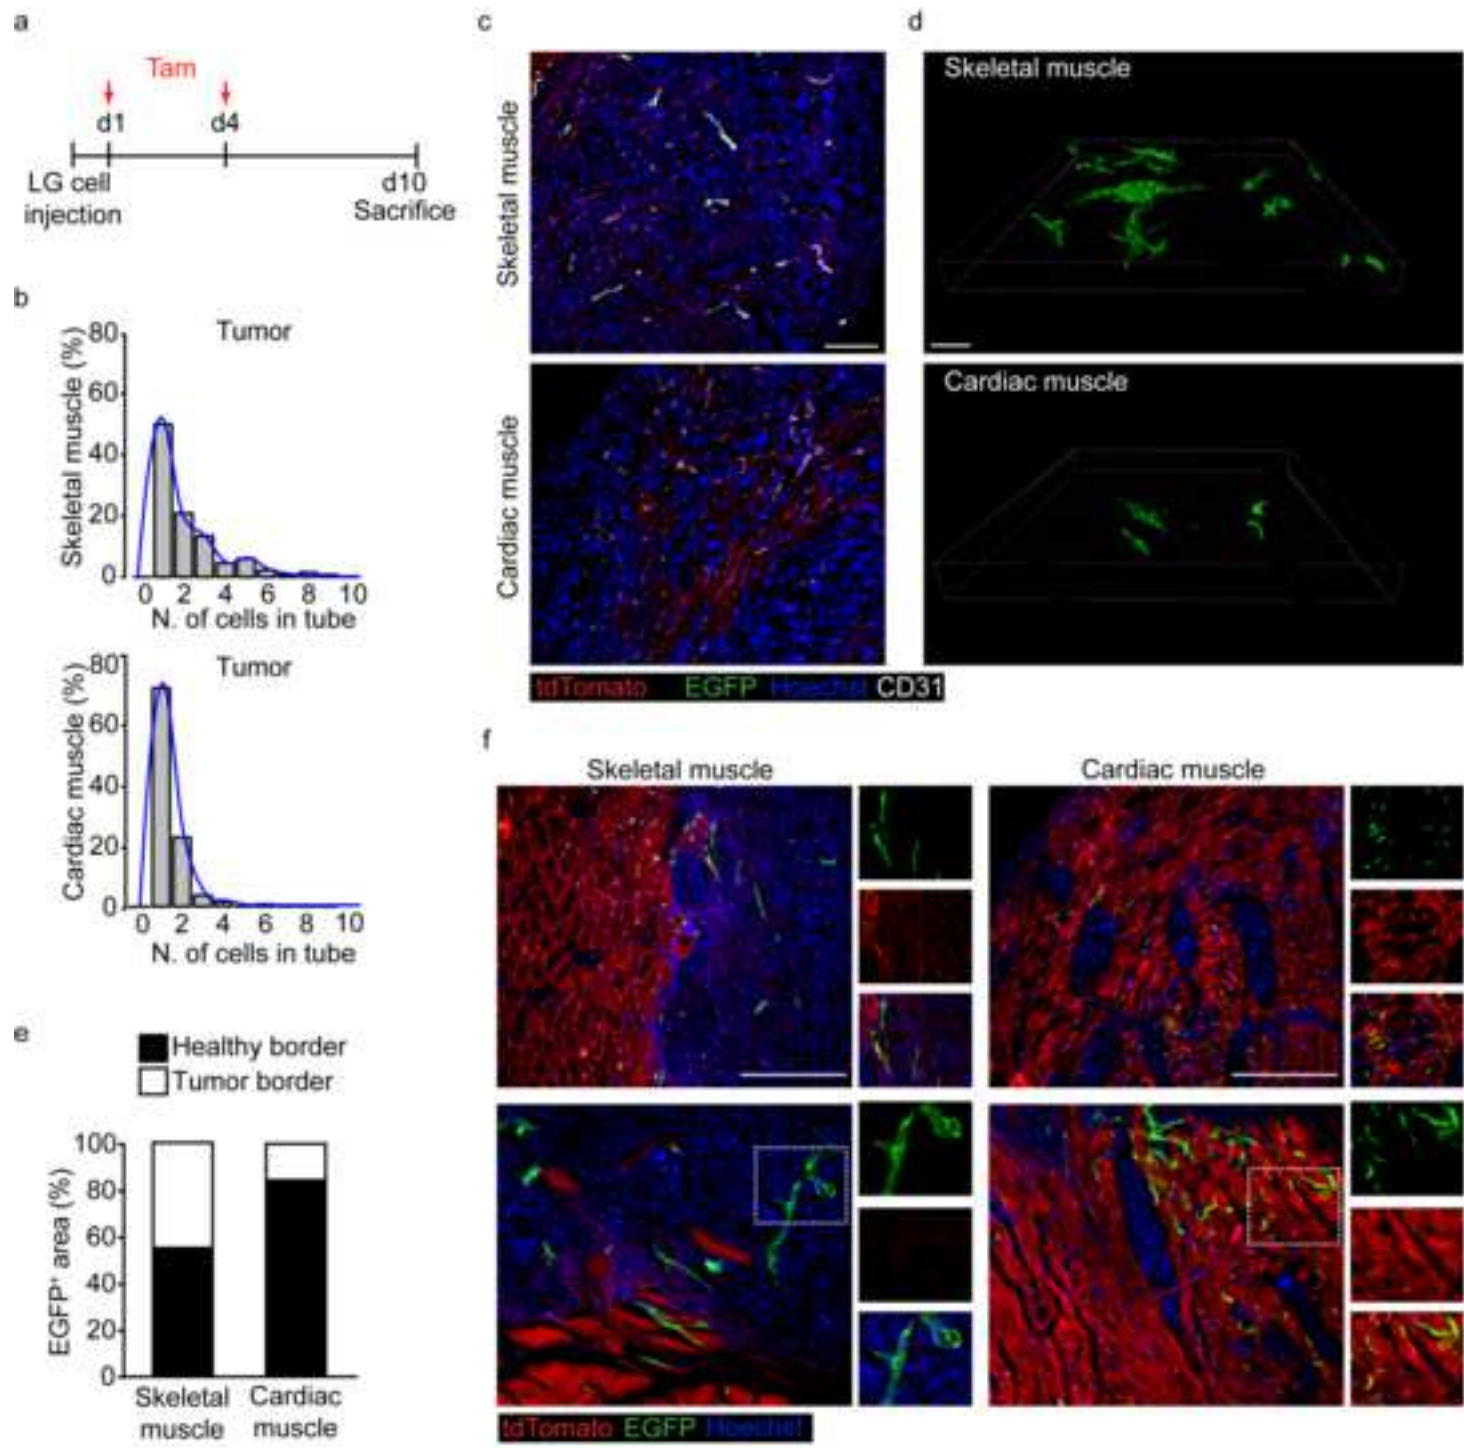 a
Tam
d1
d4
LG cell
injection
d10
Sacrifice
b
Tumor
Skeletal muscle (%)
80
60
40
20
0
0 2 4 6 8 10
N. of cells in tube
Tumor
Cardiac muscle (%)
80
60
40
20
0
0 2 4 6 8 10
N. of cells in tube
c
Skeletal muscle
Cardiac muscle
tdTomato EGFP Hoechst CD31
d
Skeletal muscle
Cardiac muscle
e
Healthy border
Tumor border
EGFP⁺ area (%)
100
80
60
40
20
0
Skeletal
muscle
Cardiac
muscle
f
Skeletal muscle
Cardiac muscle
tdTomato EGFP Hoechst